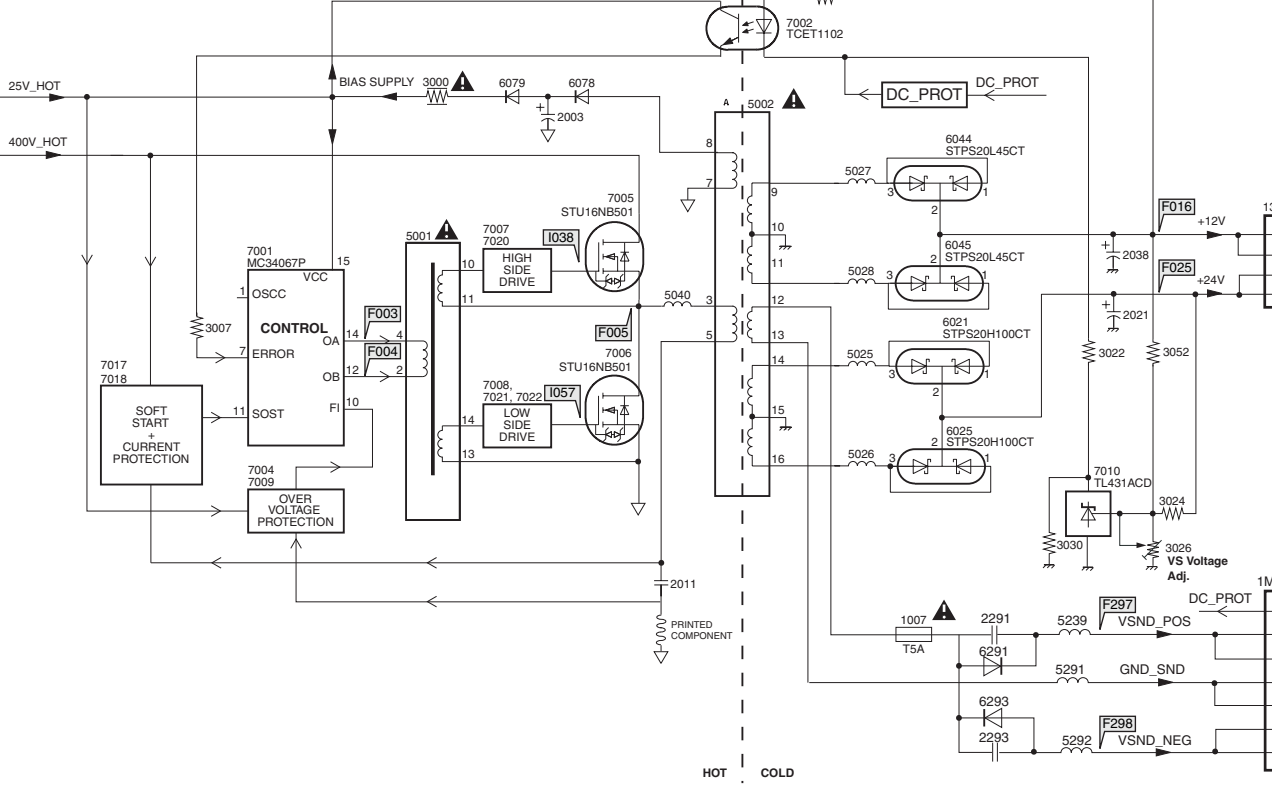 7002
TCET1102
25V_HOT
BIAS SUPPLY
3000
6079
6078
2003
DC_PROT
DC_PROT
400V_HOT
A
5002
8
7
6044
STPS20L45CT
5027
3
1
2
9
10
11
5028
6045
STPS20L45CT
2
3
1
F016
+12V
2038
F025
+24V
2021
7005
STU16NB501
7007
7020
I038
HIGH
SIDE
DRIVE
5001
10
11
7001
MC34067P
15
VCC
1
OSCC
CONTROL
3007
7
ERROR
F003
14
OA
4
F004
12
OB
2
10
FI
11
SOST
5040
F005
3
5
12
13
14
15
16
6021
STPS20H100CT
5025
3
1
2
6025
STPS20H100CT
2
5026
3
1
7006
STU16NB501
7008,
7021, 7022
I057
LOW
SIDE
DRIVE
14
13
7017
7018
SOFT
START
+
CURRENT
PROTECTION
7004
7009
OVER
VOLTAGE
PROTECTION
3022
3052
7010
TL431ACD
3024
3030
3026
VS Voltage
Adj.
2011
PRINTED
COMPONENT
13
1M
DC_PROT
1007
T5A
2291
6291
5239
F297
VSND_POS
5291
GND_SND
6293
2293
5292
F298
VSND_NEG
HOT
COLD